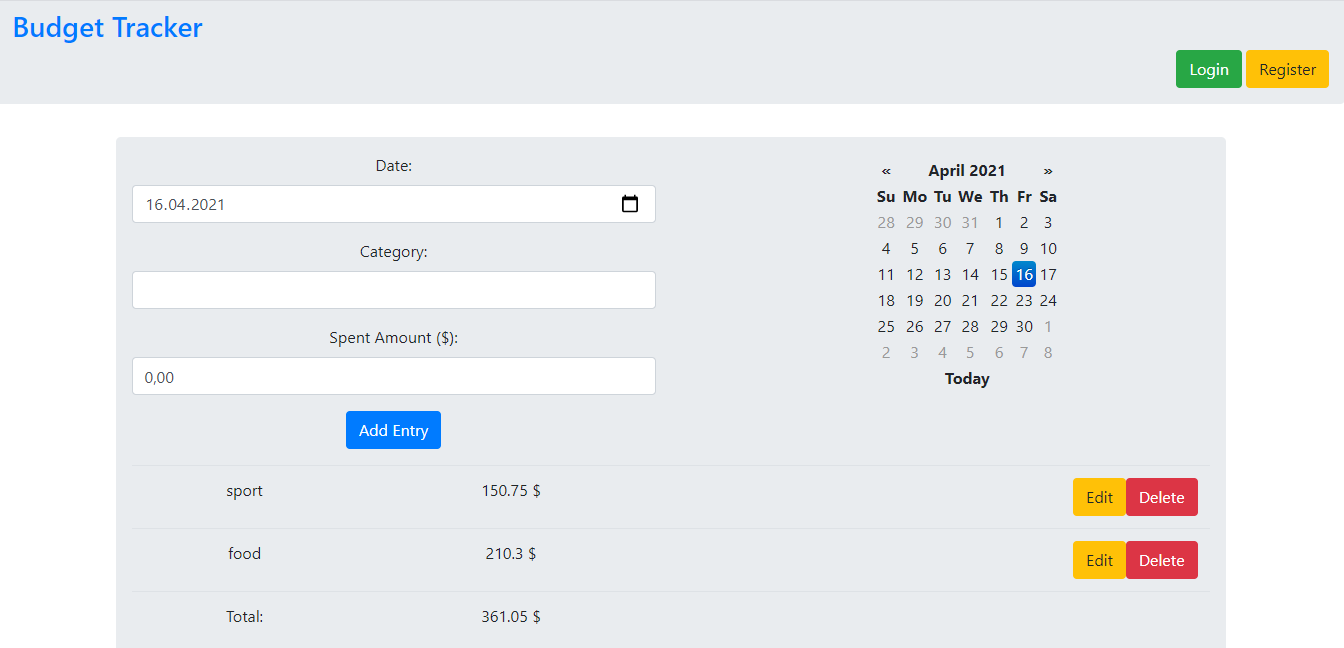 Budget Tracker
Login Register
Date:
16.04.2021
Category:
Spent Amount ($):
0,00
Add Entry
« April 2021 »
Su Mo Tu We Th Fr Sa
28 29 30 31 1 2 3
4 5 6 7 8 9 10
11 12 13 14 15 16 17
18 19 20 21 22 23 24
25 26 27 28 29 30 1
2 3 4 5 6 7 8
Today
sport 150.75 $ Edit Delete
food 210.3 $ Edit Delete
Total: 361.05 $